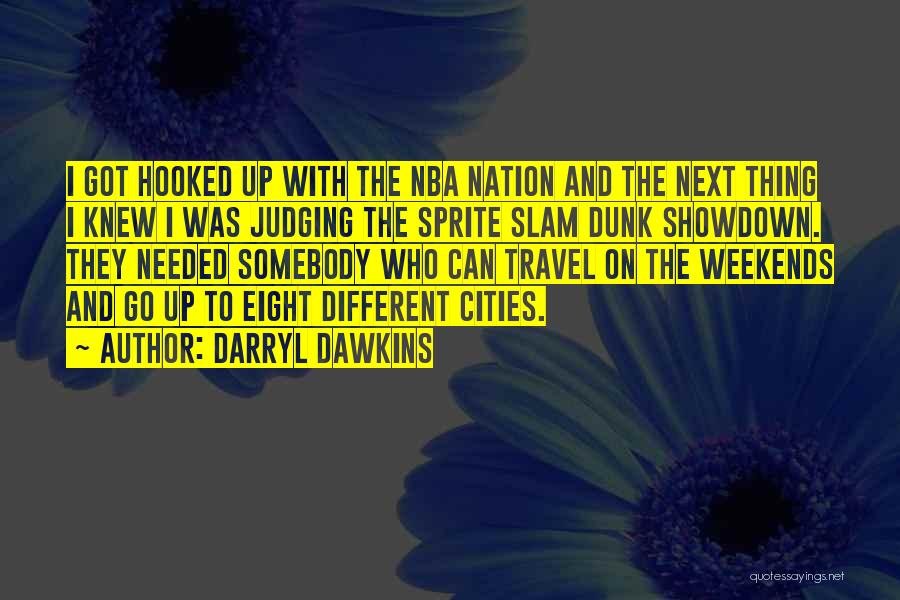 I GOT HOOKED UP WITH THE NBA NATION AND THE NEXT THING
I KNEW I WAS JUDGING THE SPRITE SLAM DUNK SHOWDOWN.
THEY NEEDED SOMEBODY WHO CAN TRAVEL ON THE WEEKENDS
AND GO UP TO EIGHT DIFFERENT CITIES.
~ AUTHOR: DARRYL DAWKINS
quotessayings.net